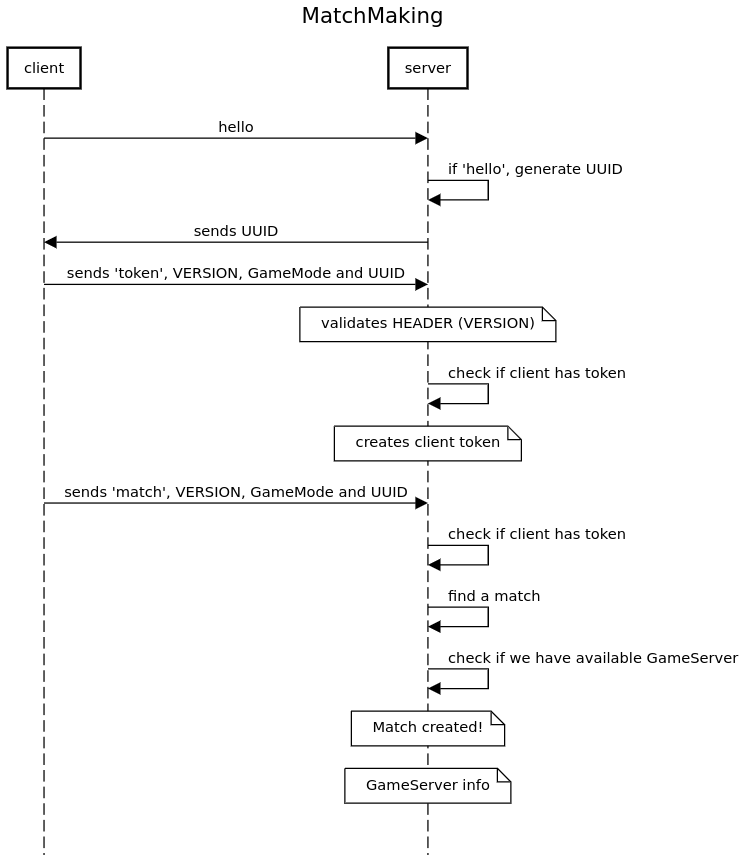 MatchMaking
client
server
hello
if 'hello', generate UUID
sends UUID
sends 'token', VERSION, GameMode and UUID
validates HEADER (VERSION)
check if client has token
creates client token
sends 'match', VERSION, GameMode and UUID
check if client has token
find a match
check if we have available GameServer
Match created!
GameServer info